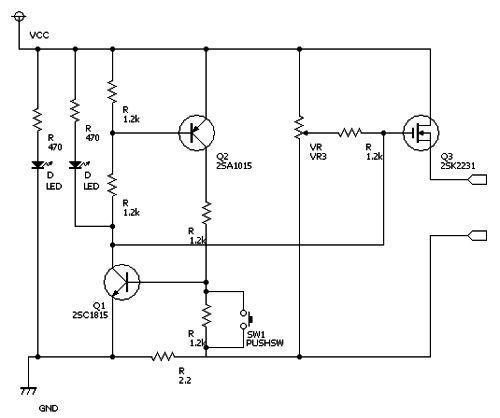 VCC
R
470
R
470
R
1.2k
Q2
2SA1015
VR
VR3
R
1.2k
Q3
2SK2231
D
LED
D
LED
R
1.2k
R
1.2k
Q1
2SC1815
R
1.2k
SW1
PUSHSW
R
2.2
GND